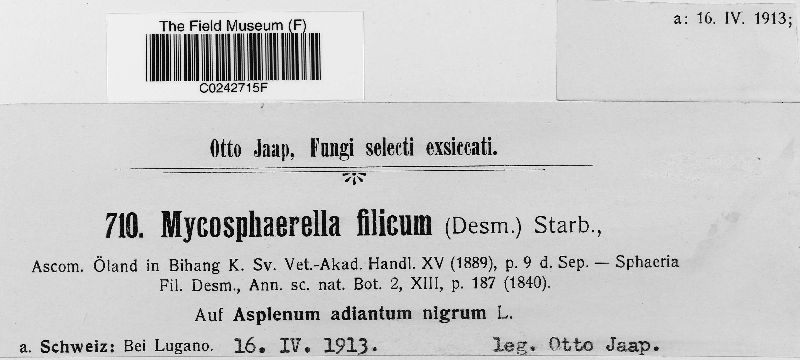 The Field Museum (F)
C0242715F
a: 16. IV. 1913;
Otto Jaap, Fungi selecti exsiccati.
710. Mycosphaerella filicum (Desm.) Starb.,
Ascom. Öland in Bihang K. Sv. Vet.-Akad. Handl. XV (1889), p. 9 d. Sep. — Sphaeria
Fil. Desm., Ann. sc. nat. Bot. 2, XIII, p. 187 (1840).
Auf Asplenum adiantum nigrum L.
a. Schweiz: Bei Lugano. 16. IV. 1913. leg. Otto Jaap.